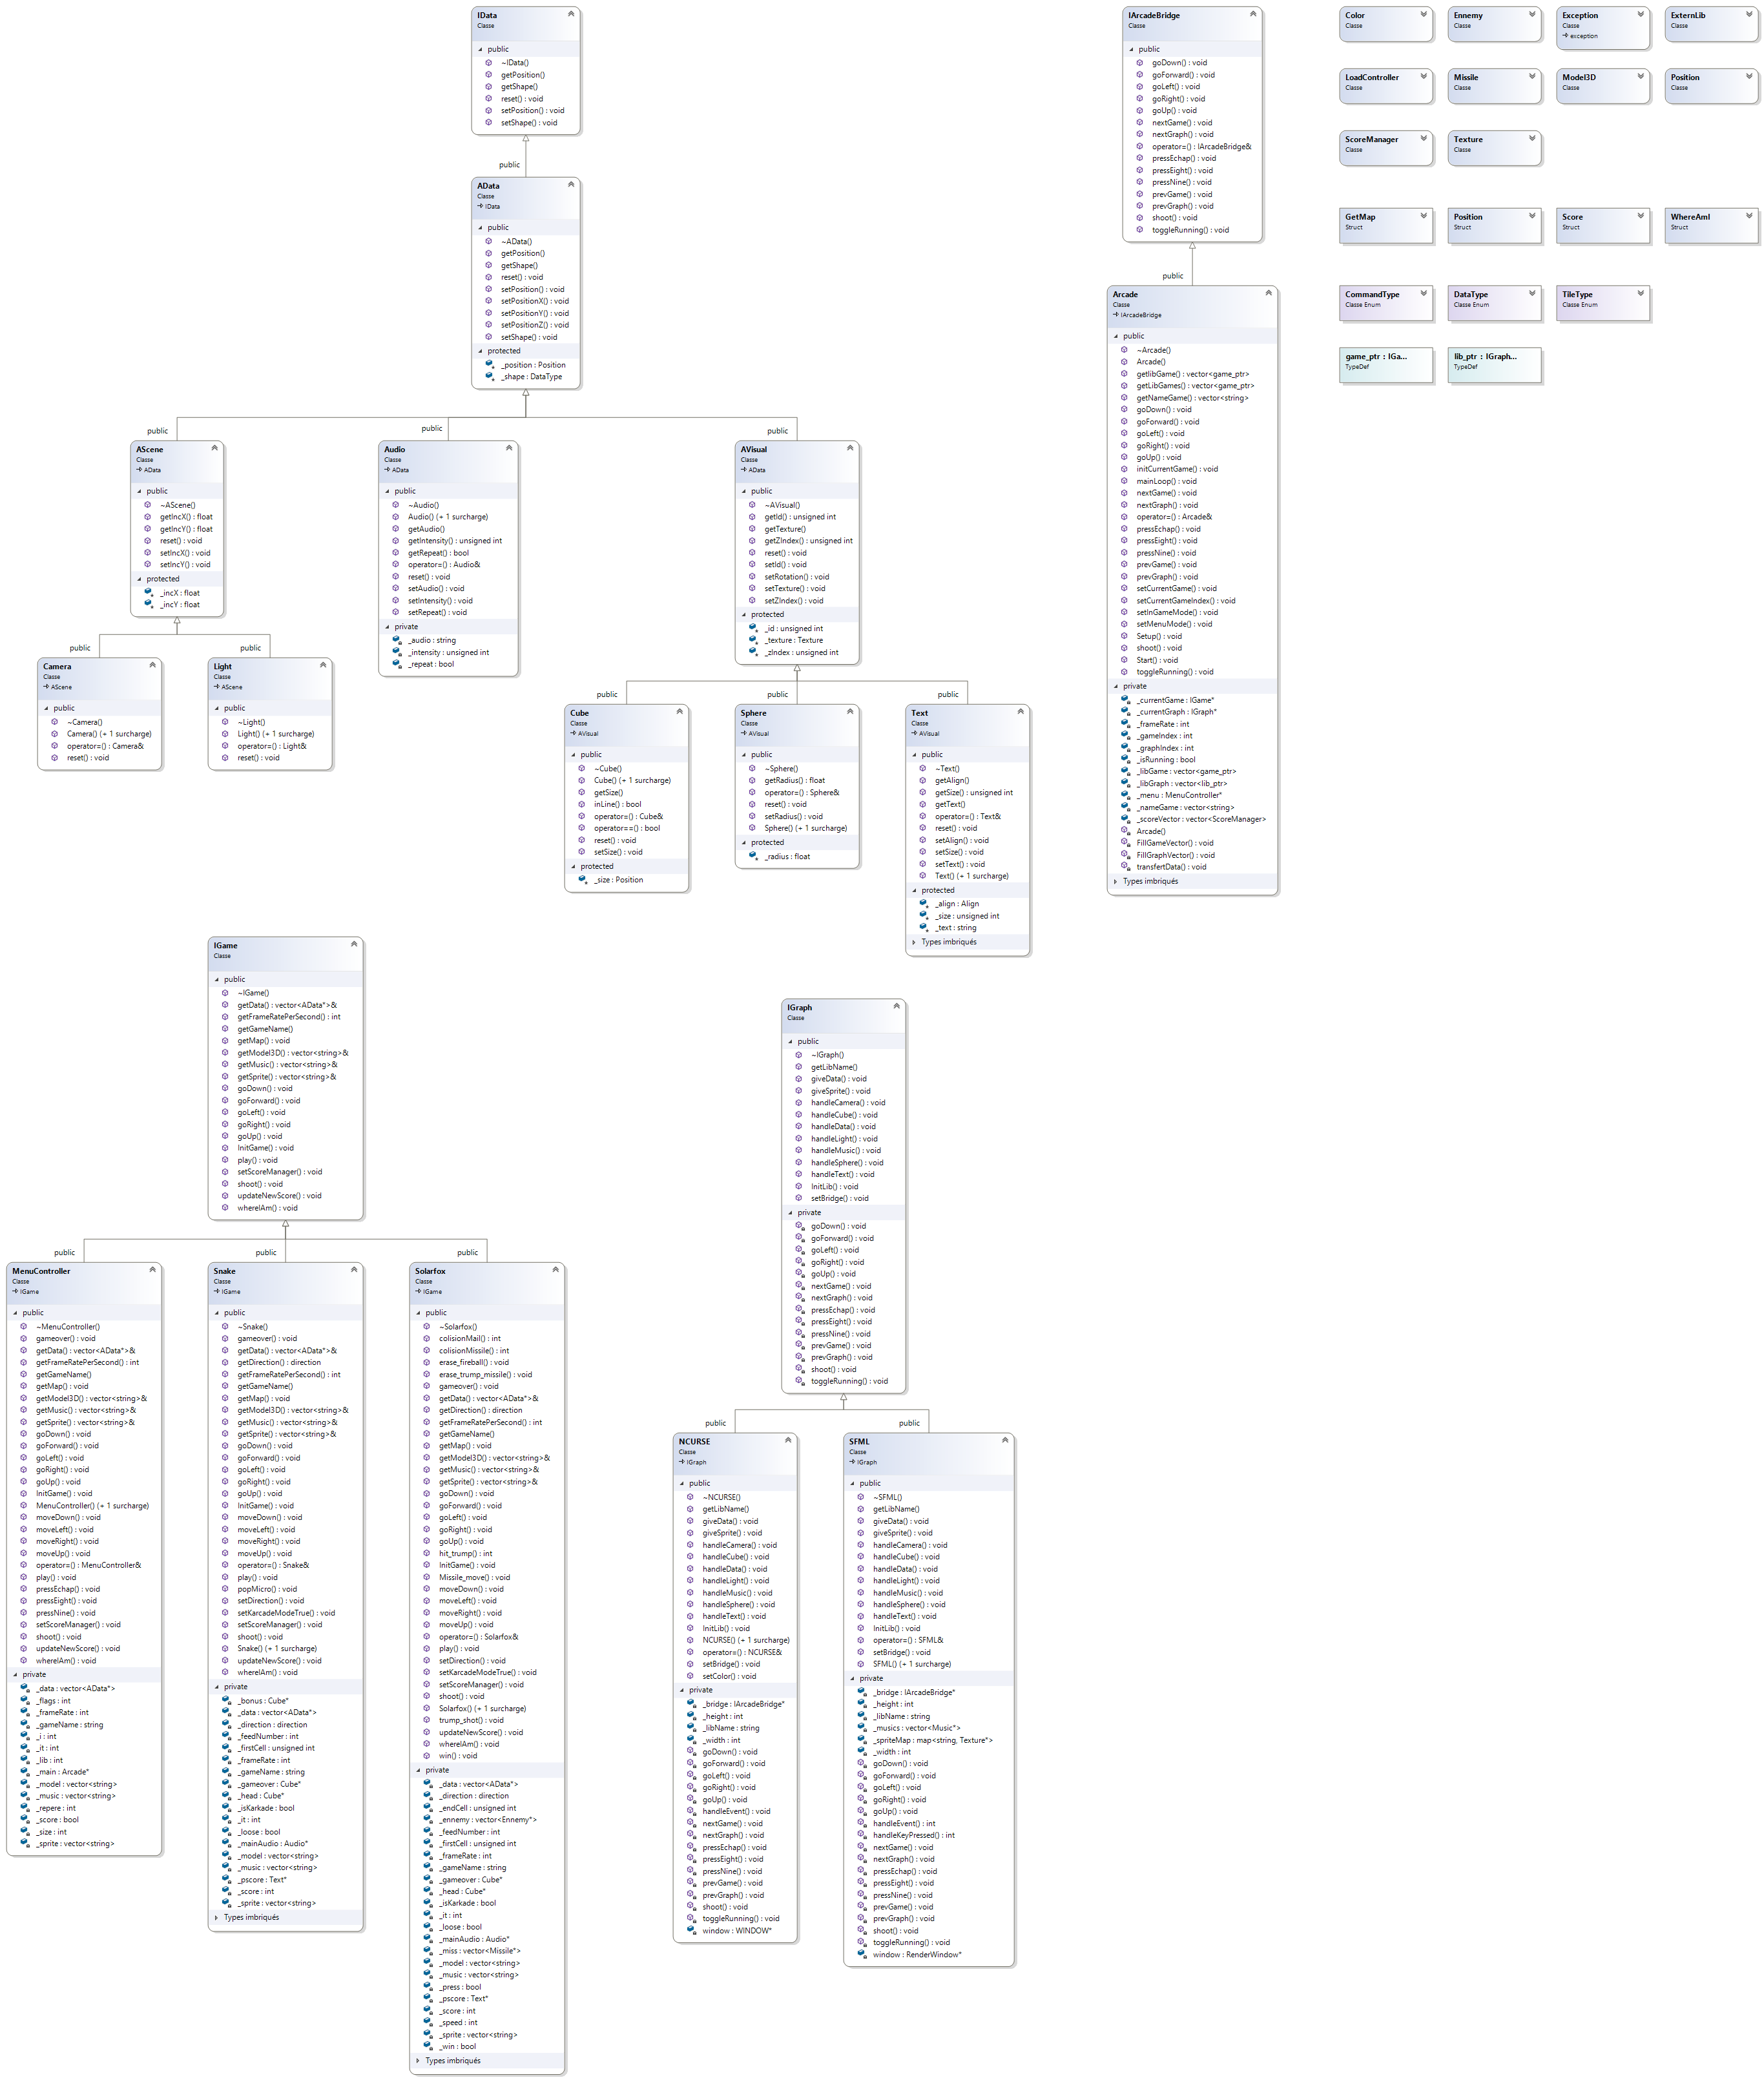 IData
Classe
public
~IData()
getPosition()
getShape()
reset() : void
setPosition() : void
setShape() : void
public
AData
Classe
IData
public
~AData()
getPosition()
getShape()
reset() : void
setPosition() : void
setPositionX() : void
setPositionY() : void
setPositionZ() : void
setShape() : void
protected
_position : Position
_shape : DataType
public
AScene
Classe
AData
public
~AScene()
getIncX() : float
getIncY() : float
reset() : void
setIncX() : void
setIncY() : void
protected
_incX : float
_incY : float
public
Audio
Classe
AData
public
~Audio()
Audio() (+ 1 surcharge)
getAudio()
getIntensity() : unsigned int
getRepeat() : bool
operator=() : Audio&
reset() : void
setAudio() : void
setIntensity() : void
setRepeat() : void
private
_audio : string
_intensity : unsigned int
_repeat : bool
public
AVisual
Classe
AData
public
~AVisual()
getId() : unsigned int
getTexture()
getZIndex() : unsigned int
reset() : void
setId() : void
setRotation() : void
setTexture() : void
setZIndex() : void
protected
_id : unsigned int
_texture : Texture
_zIndex : unsigned int
public
Camera
Classe
AScene
public
~Camera()
Camera() (+ 1 surcharge)
operator=() : Camera&
reset() : void
public
Light
Classe
AScene
public
~Light()
Light() (+ 1 surcharge)
operator=() : Light&
reset() : void
public
Cube
Classe
AVisual
public
~Cube()
Cube() (+ 1 surcharge)
getSize()
inLine() : bool
operator=() : Cube&
operator==() : bool
reset() : void
setSize() : void
protected
_size : Position
public
Sphere
Classe
AVisual
public
~Sphere()
getRadius() : float
operator=() : Sphere&
reset() : void
setRadius() : void
Sphere() (+ 1 surcharge)
protected
_radius : float
public
Text
Classe
AVisual
public
~Text()
getAlign()
getSize() : unsigned int
getText()
operator=() : Text&
reset() : void
setAlign() : void
setSize() : void
setText() : void
Text() (+ 1 surcharge)
protected
_align : Align
_size : unsigned int
_text : string
Types imbriqués
IArcadeBridge
Classe
public
goDown() : void
goForward() : void
goLeft() : void
goRight() : void
goUp() : void
nextGame() : void
nextGraph() : void
operator=() : IArcadeBridge&
pressEchap() : void
pressEight() : void
pressNine() : void
prevGame() : void
prevGraph() : void
shoot() : void
toggleRunning() : void
public
Arcade
Classe
IArcadeBridge
public
~Arcade()
Arcade()
getlibGame() : vector<game_ptr>
getLibGames() : vector<game_ptr>
getNameGame() : vector<string>
goDown() : void
goForward() : void
goLeft() : void
goRight() : void
goUp() : void
initCurrentGame() : void
mainLoop() : void
nextGame() : void
nextGraph() : void
operator=() : Arcade&
pressEchap() : void
pressEight() : void
pressNine() : void
prevGame() : void
prevGraph() : void
setCurrentGame() : void
setCurrentGameIndex() : void
setInGameMode() : void
setMenuMode() : void
Setup() : void
shoot() : void
Start() : void
toggleRunning() : void
private
_currentGame : IGame*
_currentGraph : IGraph*
_frameRate : int
_gameIndex : int
_graphIndex : int
_isRunning : bool
_libGame : vector<game_ptr>
_libGraph : vector<lib_ptr>
_menu : MenuController*
_nameGame : vector<string>
_scoreVector : vector<ScoreManager>
Arcade()
FillGameVector() : void
FillGraphVector() : void
transfertData() : void
Types imbriqués
Color
Classe
Ennemy
Classe
Exception
Classe
exception
ExternLib
Classe
LoadController
Classe
Missile
Classe
Model3D
Classe
Position
Classe
ScoreManager
Classe
Texture
Classe
GetMap
Struct
Position
Struct
Score
Struct
WhereAmI
Struct
CommandType
Classe Enum
DataType
Classe Enum
TileType
Classe Enum
game_ptr : IGa...
TypeDef
lib_ptr : IGraph...
TypeDef
IGame
Classe
public
~IGame()
getData() : vector<AData*>&
getFrameRatePerSecond() : int
getGameName()
getMap() : void
getModel3D() : vector<string>&
getMusic() : vector<string>&
getSprite() : vector<string>&
goDown() : void
goForward() : void
goLeft() : void
goRight() : void
goUp() : void
InitGame() : void
play() : void
setScoreManager() : void
shoot() : void
updateNewScore() : void
whereIAm() : void
public
MenuController
Classe
IGame
public
~MenuController()
gameover() : void
getData() : vector<AData*>&
getFrameRatePerSecond() : int
getGameName()
getMap() : void
getModel3D() : vector<string>&
getMusic() : vector<string>&
getSprite() : vector<string>&
goDown() : void
goForward() : void
goLeft() : void
goRight() : void
goUp() : void
InitGame() : void
MenuController() (+ 1 surcharge)
moveDown() : void
moveLeft() : void
moveRight() : void
moveUp() : void
operator=() : MenuController&
play() : void
pressEchap() : void
pressEight() : void
pressNine() : void
setScoreManager() : void
shoot() : void
updateNewScore() : void
whereIAm() : void
private
_data : vector<AData*>
_flags : int
_frameRate : int
_gameName : string
_i : int
_it : int
_lib : int
_main : Arcade*
_model : vector<string>
_music : vector<string>
_repere : int
_score : bool
_size : int
_sprite : vector<string>
public
Snake
Classe
IGame
public
~Snake()
gameover() : void
getData() : vector<AData*>&
getDirection() : direction
getFrameRatePerSecond() : int
getGameName()
getMap() : void
getModel3D() : vector<string>&
getMusic() : vector<string>&
getSprite() : vector<string>&
goDown() : void
goForward() : void
goLeft() : void
goRight() : void
goUp() : void
InitGame() : void
moveDown() : void
moveLeft() : void
moveRight() : void
moveUp() : void
operator=() : Snake&
play() : void
popMicro() : void
setDirection() : void
setKarcadeModeTrue() : void
setScoreManager() : void
shoot() : void
Snake() (+ 1 surcharge)
updateNewScore() : void
whereIAm() : void
private
_bonus : Cube*
_data : vector<AData*>
_direction : direction
_feedNumber : int
_firstCell : unsigned int
_frameRate : int
_gameName : string
_gameover : Cube*
_head : Cube*
_isKarkade : bool
_it : int
_loose : bool
_mainAudio : Audio*
_model : vector<string>
_music : vector<string>
_pscore : Text*
_score : int
_sprite : vector<string>
Types imbriqués
public
Solarfox
Classe
IGame
public
~Solarfox()
colisionMail() : int
colisionMissile() : int
erase_fireball() : void
erase_trump_missile() : void
gameover() : void
getData() : vector<AData*>&
getDirection() : direction
getFrameRatePerSecond() : int
getGameName()
getMap() : void
getModel3D() : vector<string>&
getMusic() : vector<string>&
getSprite() : vector<string>&
goDown() : void
goForward() : void
goLeft() : void
goRight() : void
goUp() : void
hit_trump() : int
InitGame() : void
Missile_move() : void
moveDown() : void
moveLeft() : void
moveRight() : void
moveUp() : void
operator=() : Solarfox&
play() : void
setDirection() : void
setKarcadeModeTrue() : void
setScoreManager() : void
shoot() : void
Solarfox() (+ 1 surcharge)
trump_shot() : void
updateNewScore() : void
whereIAm() : void
win() : void
private
_data : vector<AData*>
_direction : direction
_endCell : unsigned int
_ennemy : vector<Ennemy*>
_feedNumber : int
_firstCell : unsigned int
_frameRate : int
_gameName : string
_gameover : Cube*
_head : Cube*
_isKarkade : bool
_it : int
_loose : bool
_mainAudio : Audio*
_miss : vector<Missile*>
_model : vector<string>
_music : vector<string>
_press : bool
_pscore : Text*
_score : int
_speed : int
_sprite : vector<string>
_win : bool
Types imbriqués
IGraph
Classe
public
~IGraph()
getLibName()
giveData() : void
giveSprite() : void
handleCamera() : void
handleCube() : void
handleData() : void
handleLight() : void
handleMusic() : void
handleSphere() : void
handleText() : void
InitLib() : void
setBridge() : void
private
goDown() : void
goForward() : void
goLeft() : void
goRight() : void
goUp() : void
nextGame() : void
nextGraph() : void
pressEchap() : void
pressEight() : void
pressNine() : void
prevGame() : void
prevGraph() : void
shoot() : void
toggleRunning() : void
public
NCURSE
Classe
IGraph
public
~NCURSE()
getLibName()
giveData() : void
giveSprite() : void
handleCamera() : void
handleCube() : void
handleData() : void
handleLight() : void
handleMusic() : void
handleSphere() : void
handleText() : void
InitLib() : void
NCURSE() (+ 1 surcharge)
operator=() : NCURSE&
setBridge() : void
setColor() : void
private
_bridge : IArcadeBridge*
_height : int
_libName : string
_width : int
goDown() : void
goForward() : void
goLeft() : void
goRight() : void
goUp() : void
handleEvent() : void
nextGame() : void
nextGraph() : void
pressEchap() : void
pressEight() : void
pressNine() : void
prevGame() : void
prevGraph() : void
shoot() : void
toggleRunning() : void
window : WINDOW*
public
SFML
Classe
IGraph
public
~SFML()
getLibName()
giveData() : void
giveSprite() : void
handleCamera() : void
handleCube() : void
handleData() : void
handleLight() : void
handleMusic() : void
handleSphere() : void
handleText() : void
InitLib() : void
operator=() : SFML&
setBridge() : void
SFML() (+ 1 surcharge)
private
_bridge : IArcadeBridge*
_height : int
_libName : string
_musics : vector<Music*>
_spriteMap : map<string, Texture*>
_width : int
goDown() : void
goForward() : void
goLeft() : void
goRight() : void
goUp() : void
handleEvent() : int
handleKeyPressed() : int
nextGame() : void
nextGraph() : void
pressEchap() : void
pressEight() : void
pressNine() : void
prevGame() : void
prevGraph() : void
shoot() : void
toggleRunning() : void
window : RenderWindow*